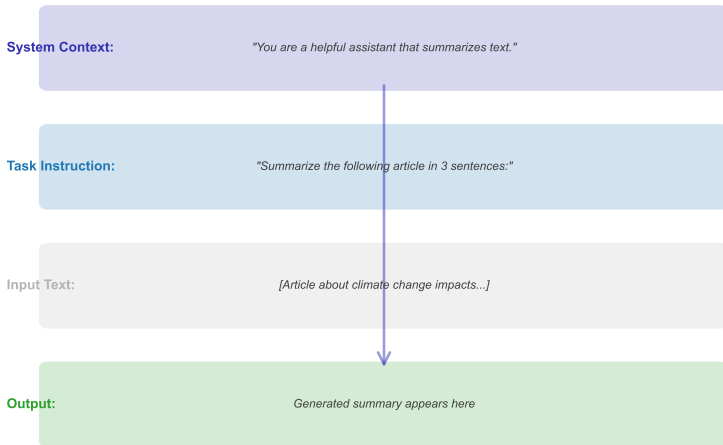 System Context: "You are a helpful assistant that summarizes text."
Task Instruction: "Summarize the following article in 3 sentences:"
Input Text: [Article about climate change impacts...]
Output: Generated summary appears here